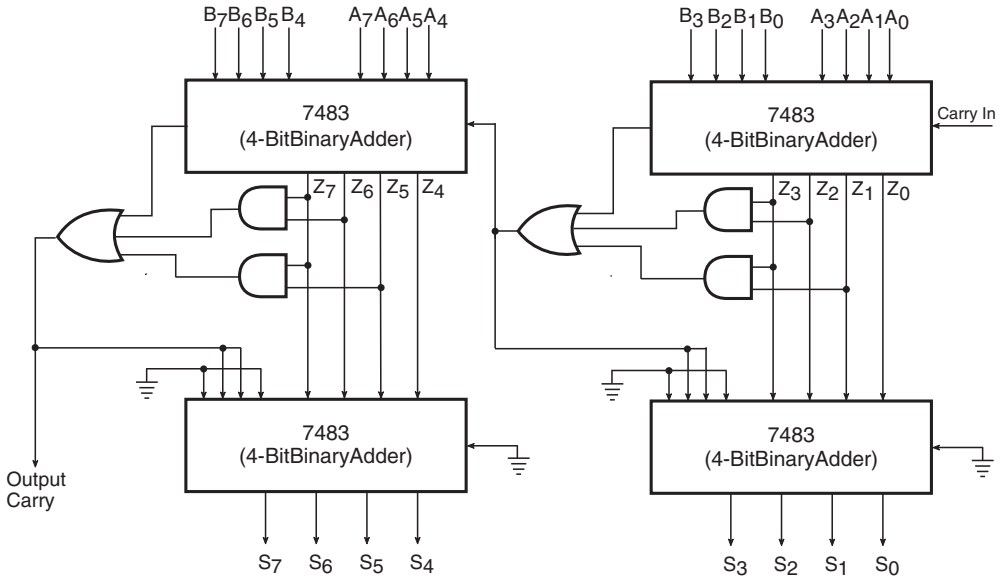 B₇B₆B₅B₄ A₇A₆A₅A₄
B₃B₂B₁B₀ A₃A₂A₁A₀
7483
(4-BitBinaryAdder)
7483
(4-BitBinaryAdder)
Carry In
Z₇ Z₆ Z₅ Z₄
Z₃ Z₂ Z₁ Z₀
7483
(4-BitBinaryAdder)
7483
(4-BitBinaryAdder)
Output
Carry
S₇ S₆ S₅ S₄
S₃ S₂ S₁ S₀